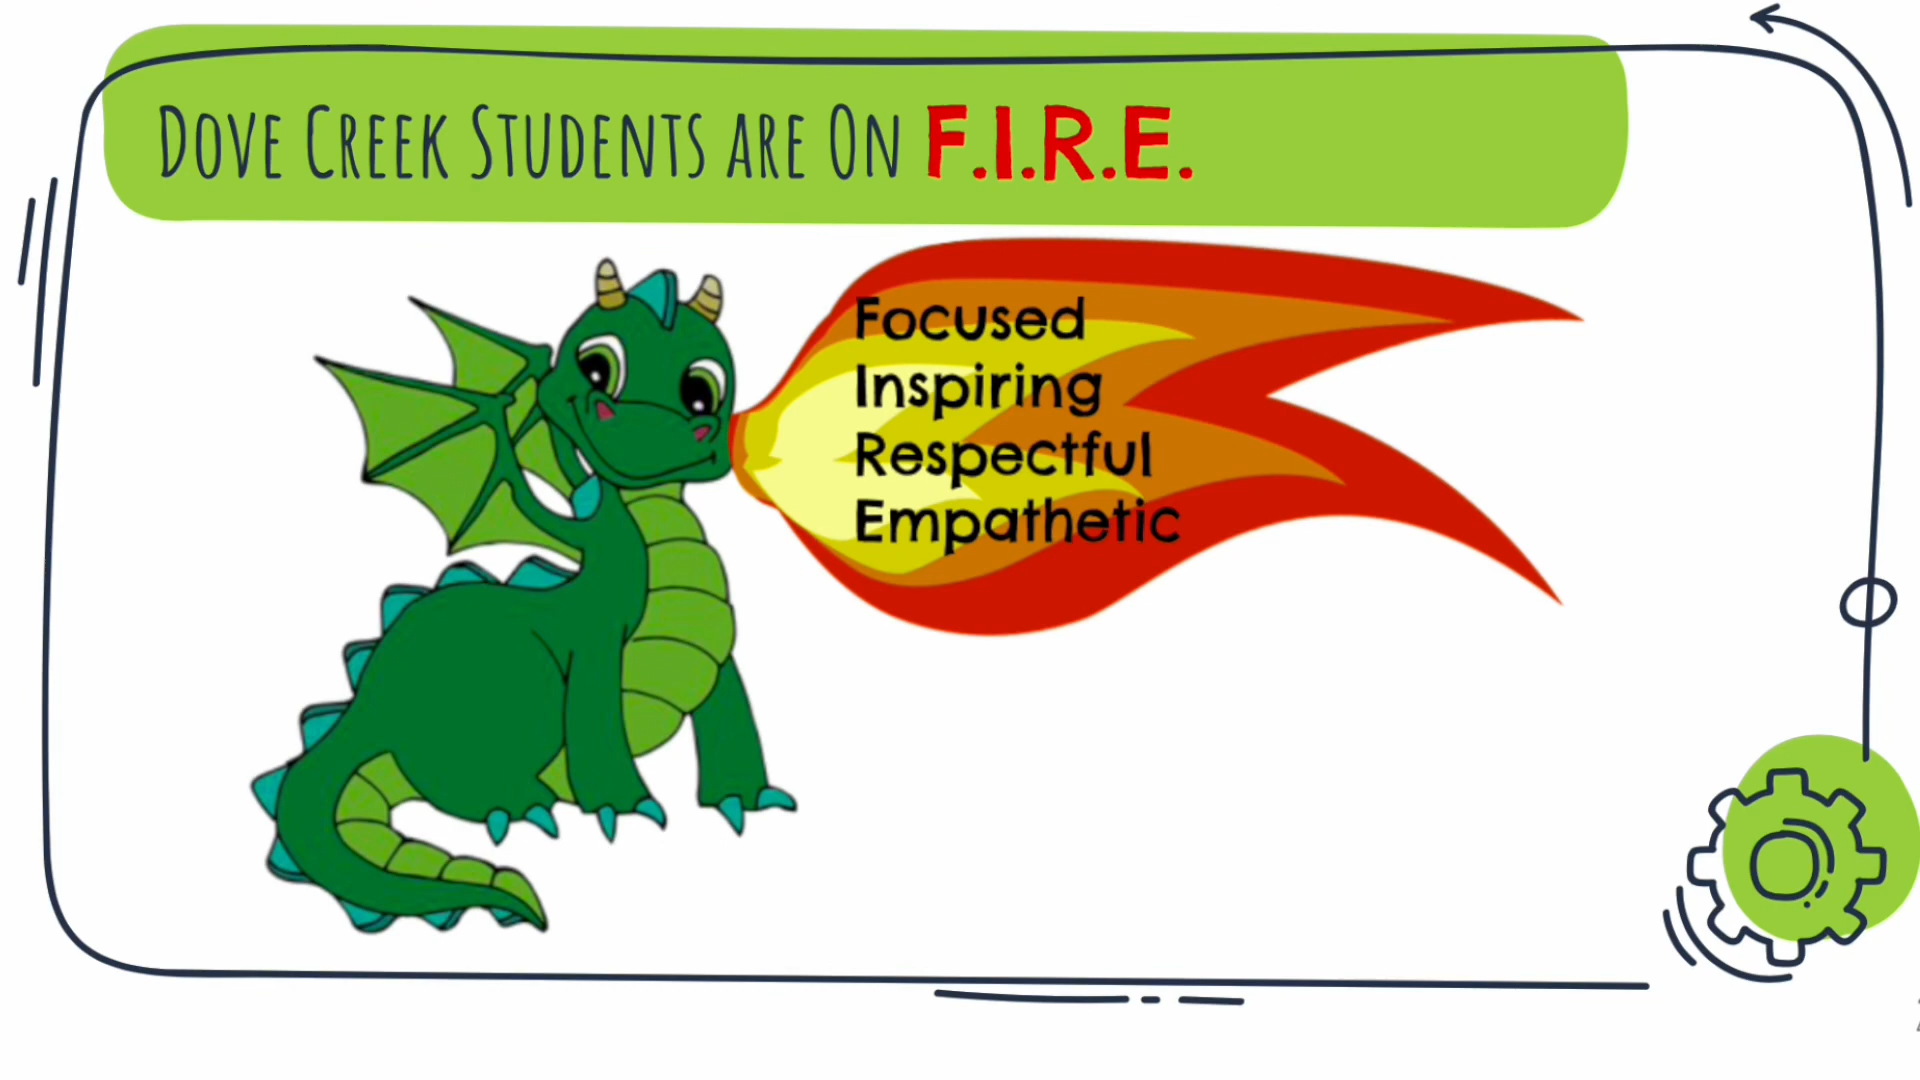 Dove Creek Students are On F.I.R.E.
Focused
Inspiring
Respectful
Empathetic